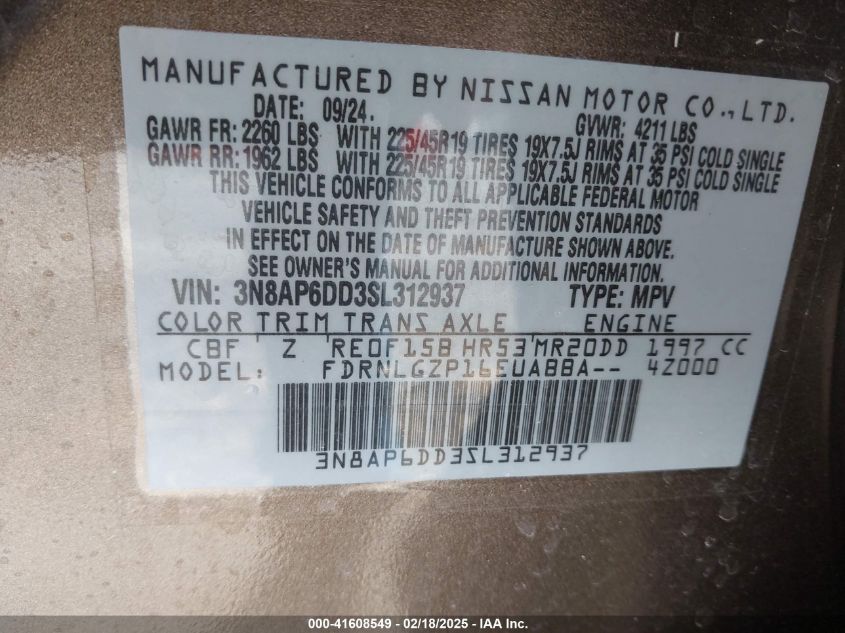 MANUFACTURED BY NISSAN MOTOR CO., LTD.
DATE: 09/24. GVWR: 4211 LBS
GAWR FR: 2260 LBS WITH 225/45R19 TIRES 19X7.5J RIMS AT 35 PSI COLD SINGLE
GAWR RR: 1962 LBS WITH 225/45R19 TIRES 19X7.5J RIMS AT 35 PSI COLD SINGLE
THIS VEHICLE CONFORMS TO ALL APPLICABLE FEDERAL MOTOR
VEHICLE SAFETY AND THEFT PREVENTION STANDARDS
IN EFFECT ON THE DATE OF MANUFACTURE SHOWN ABOVE.
SEE OWNER'S MANUAL FOR ADDITIONAL INFORMATION.
VIN: 3N8AP6DD3SL312937 TYPE: MPV
COLOR TRIM TRANS AXLE ENGINE
CBF Z RE0F15B HR53 MR20DD 1997 CC
MODEL: FDRNLGZP16EUABBA-- 4Z000
3N8AP6DD3SL312937
000-41608549 - 02/18/2025 - IAA Inc.